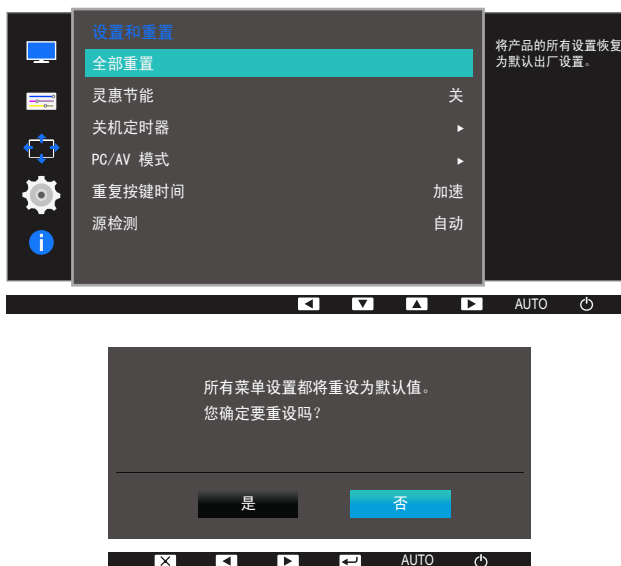 设置和重置
全部重置
将产品的所有设置恢复
为默认出厂设置。
灵惠节能 关
关机定时器
PC/AV 模式
重复按键时间 加速
源检测 自动
AUTO
所有菜单设置都将重设为默认值。
您确定要重设吗?
是 否
AUTO